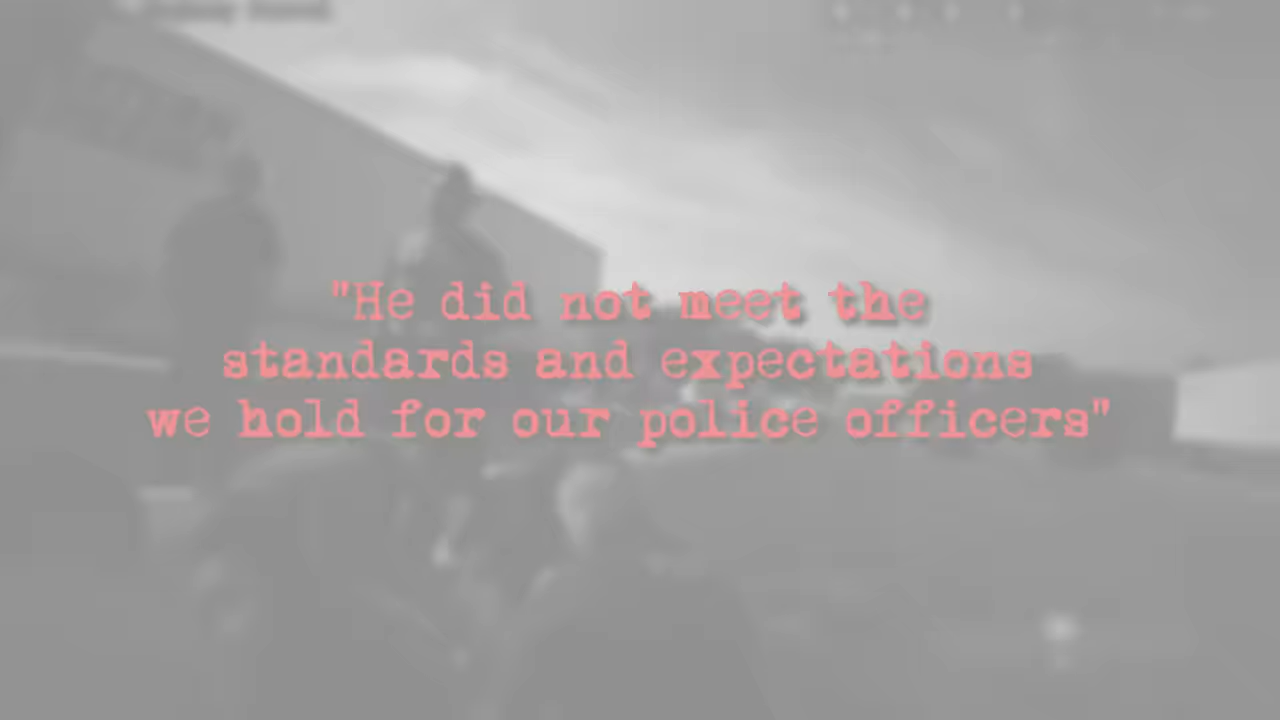 "He did not meet the
standards and expectations
we hold for our police officers"